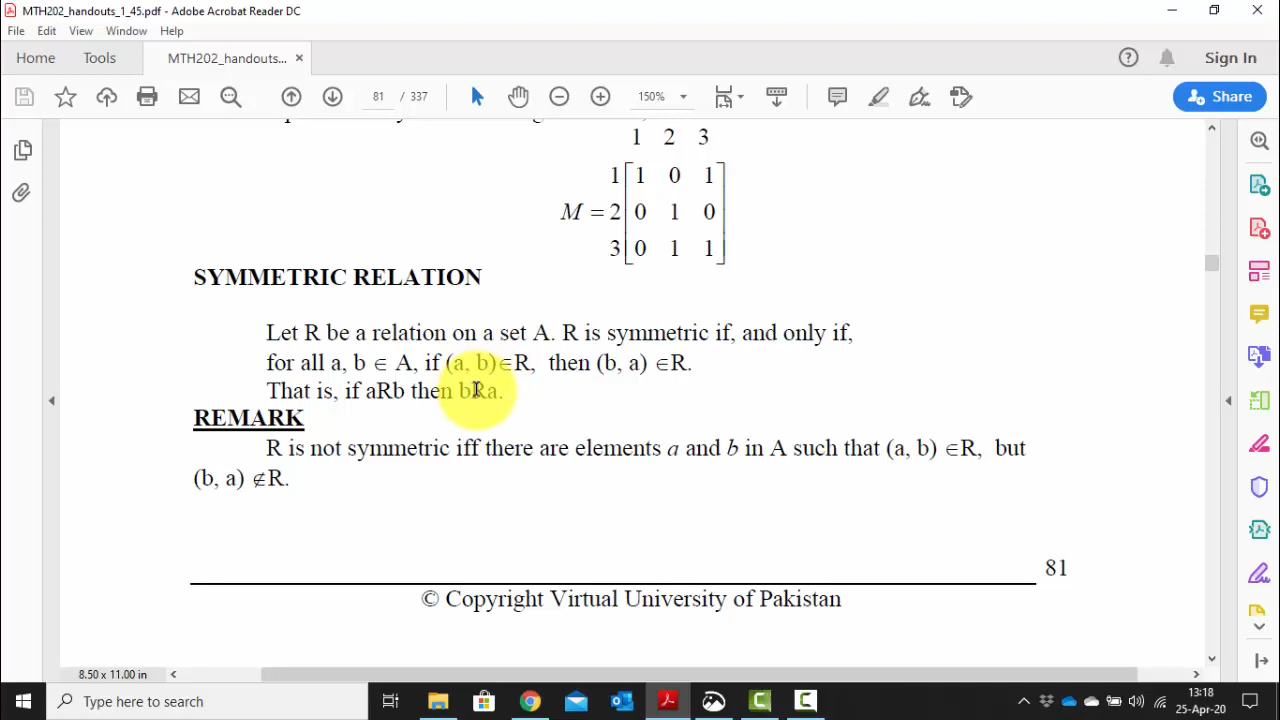 MTH202_handouts_1_45.pdf - Adobe Acrobat Reader DC
File Edit View Window Help
Home Tools MTH202_handouts... × Sign In
81 / 337 150% Share
1 2 3
1 1 0 1
M = 2 0 1 0
3 0 1 1
SYMMETRIC RELATION
Let R be a relation on a set A. R is symmetric if, and only if,
for all a, b ∈ A, if (a, b)∈R, then (b, a) ∈R.
That is, if aRb then bRa.
REMARK
R is not symmetric iff there are elements a and b in A such that (a, b) ∈R, but
(b, a) ∉R.
81
© Copyright Virtual University of Pakistan
8.50 x 11.00 in
Type here to search
13:18
25-Apr-20